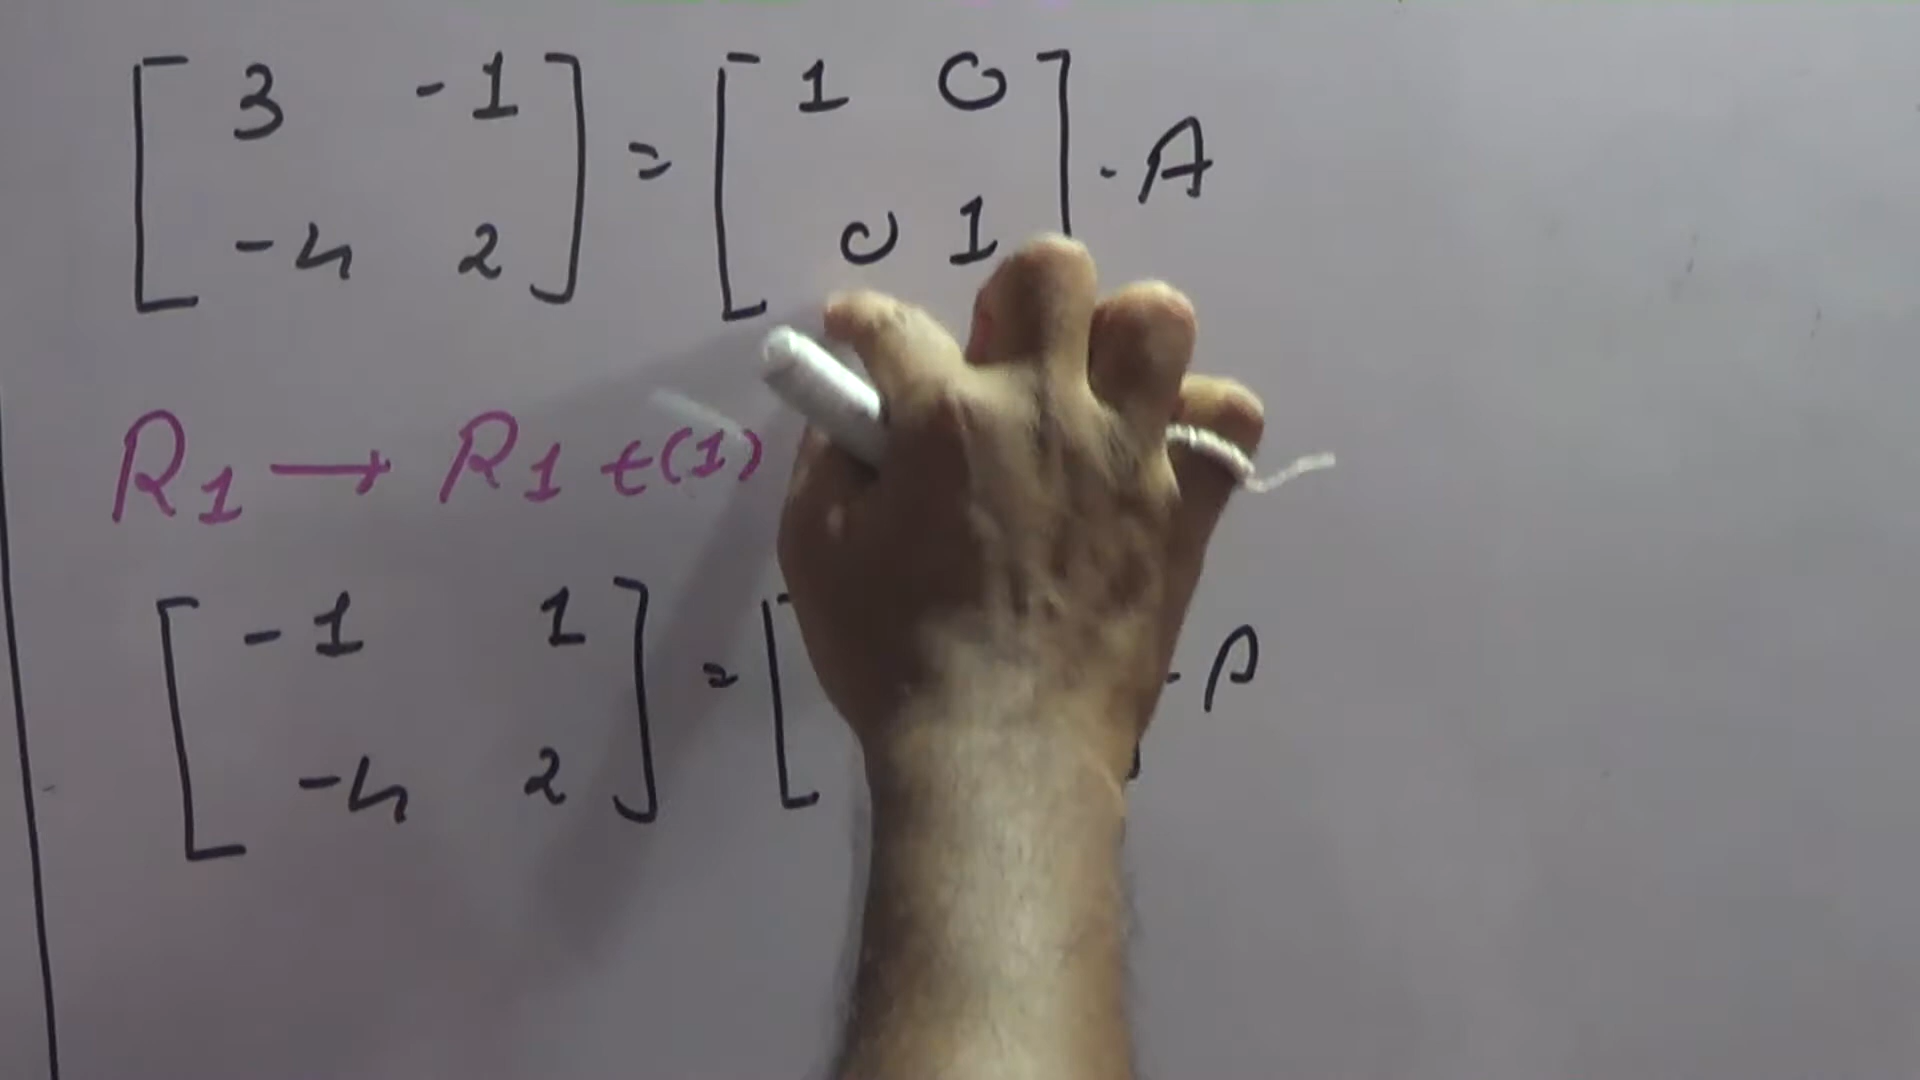 [ 3 -1 ] = [ 1 0 ] . A
[ -4 2 ] [ 0 1 ]
R1 → R1 + (1)
[ -1 1 ] = [ . A
[ -4 2 ] [